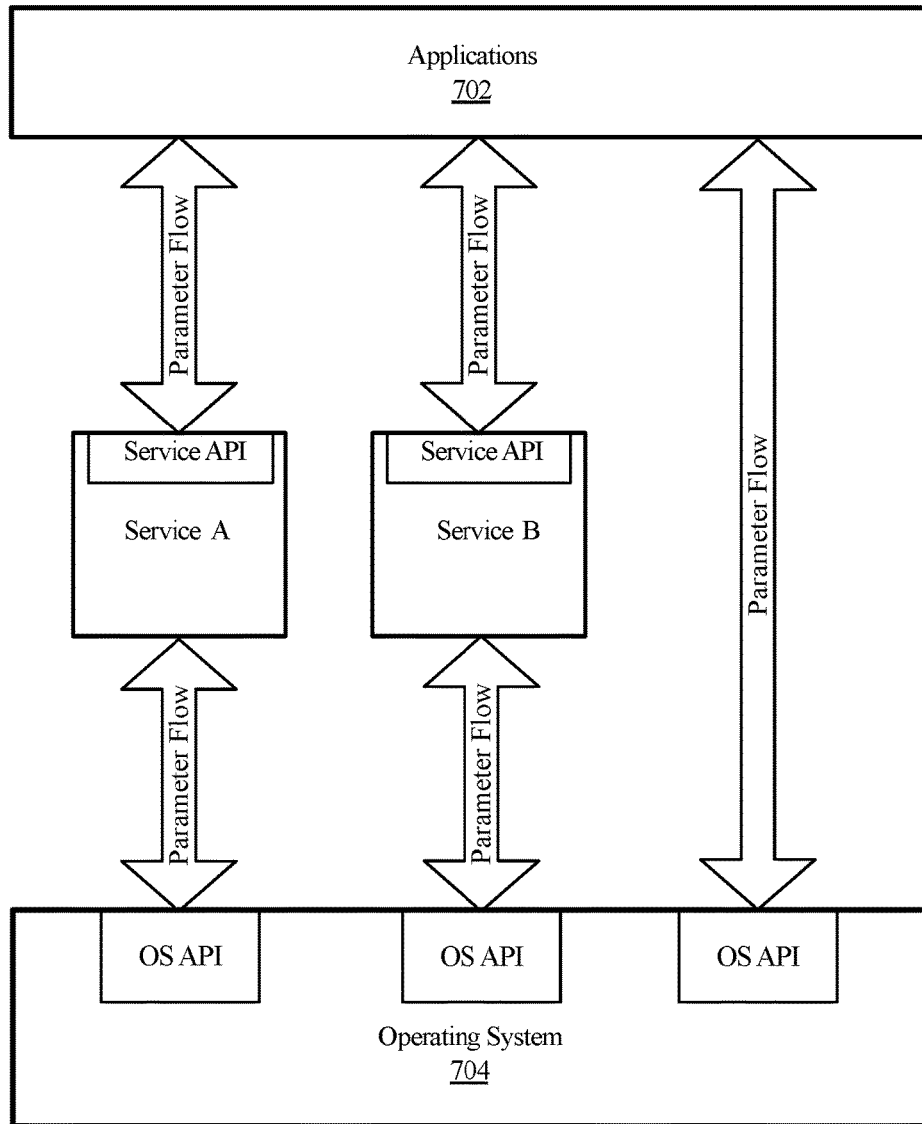 Applications
702
Parameter Flow
Parameter Flow
Parameter Flow
Service API
Service API
Service A
Service B
Parameter Flow
Parameter Flow
OS API
OS API
OS API
Operating System
704